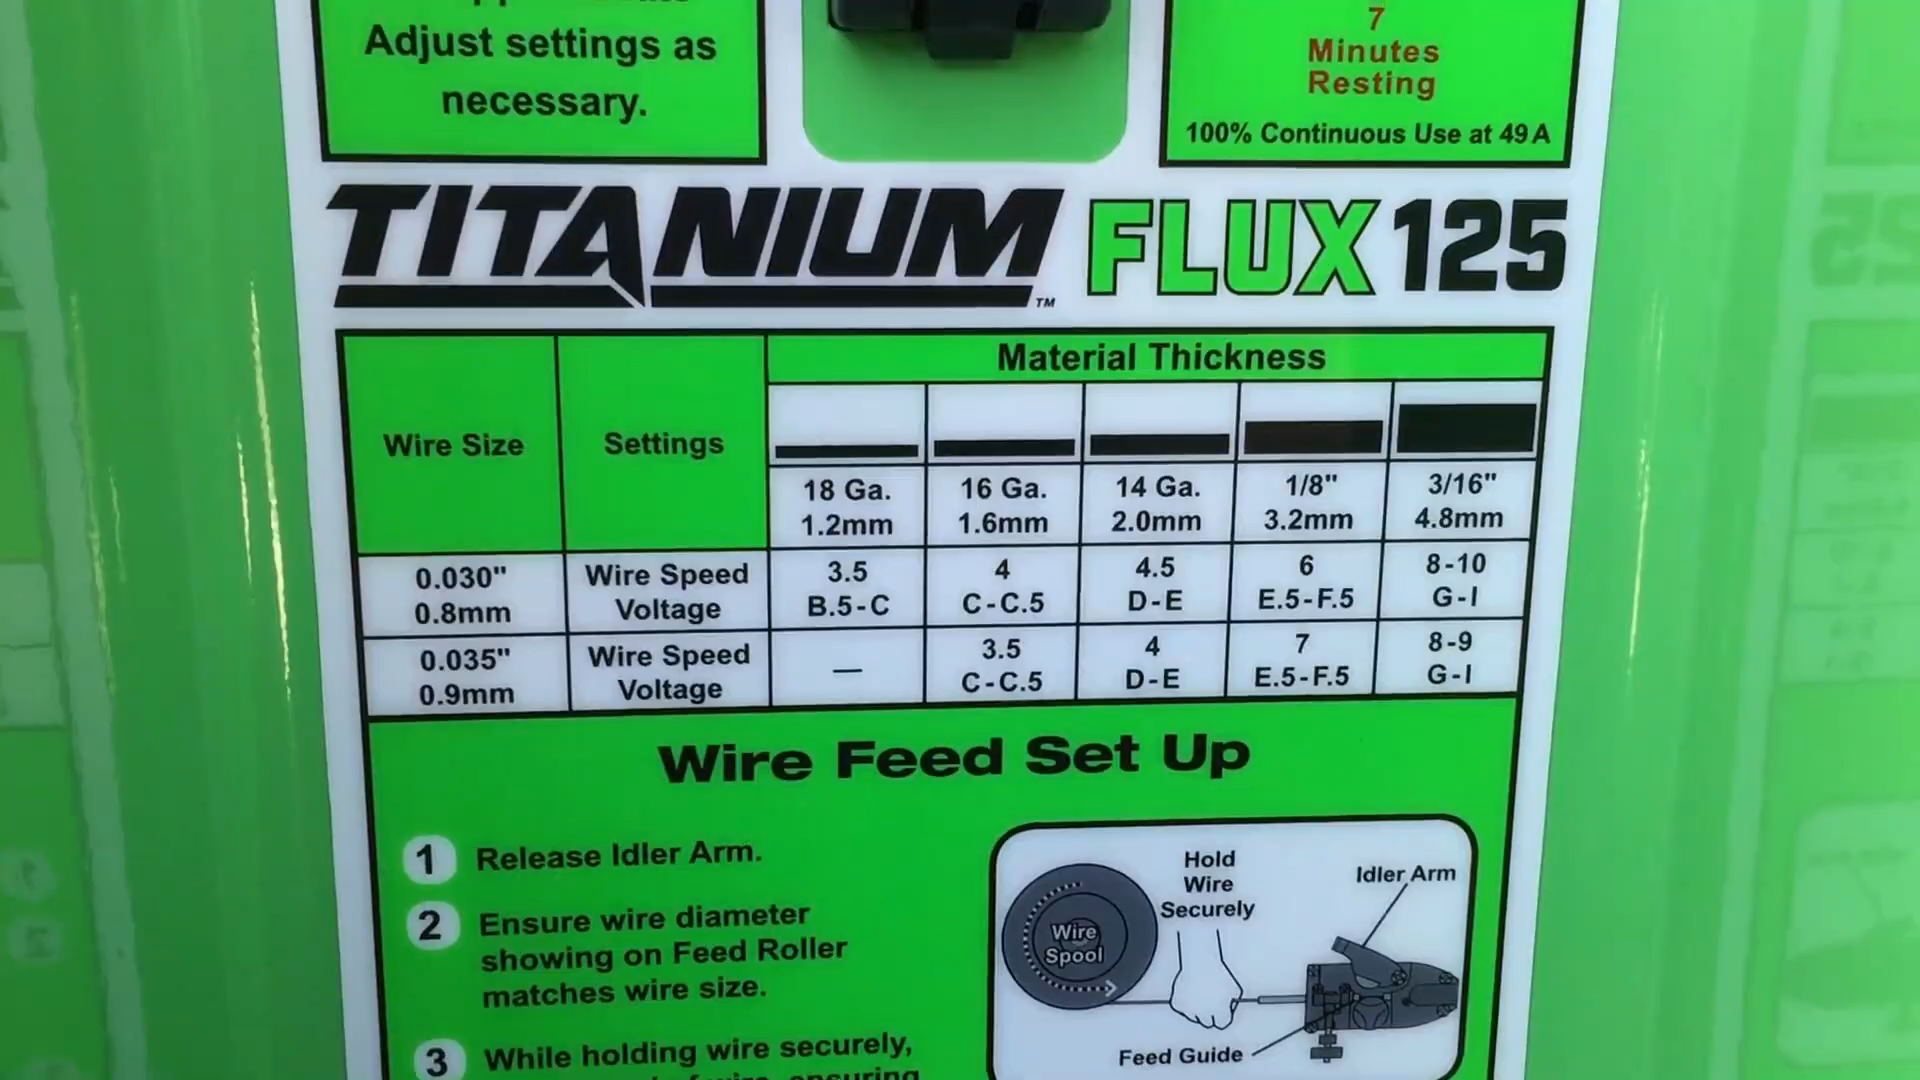 Adjust settings as
necessary.
7
Minutes
Resting
100% Continuous Use at 49A
TITANIUM™ FLUX 125
Wire Size
Settings
Material Thickness
18 Ga.
1.2mm
16 Ga.
1.6mm
14 Ga.
2.0mm
1/8"
3.2mm
3/16"
4.8mm
0.030"
0.8mm
Wire Speed
Voltage
3.5
B.5-C
4
C-C.5
4.5
D-E
6
E.5-F.5
8-10
G-I
0.035"
0.9mm
Wire Speed
Voltage
—
3.5
C-C.5
4
D-E
7
E.5-F.5
8-9
G-I
Wire Feed Set Up
1 Release Idler Arm.
2 Ensure wire diameter
showing on Feed Roller
matches wire size.
3 While holding wire securely,
Wire
Spool
Hold
Wire
Securely
Idler Arm
Feed Guide